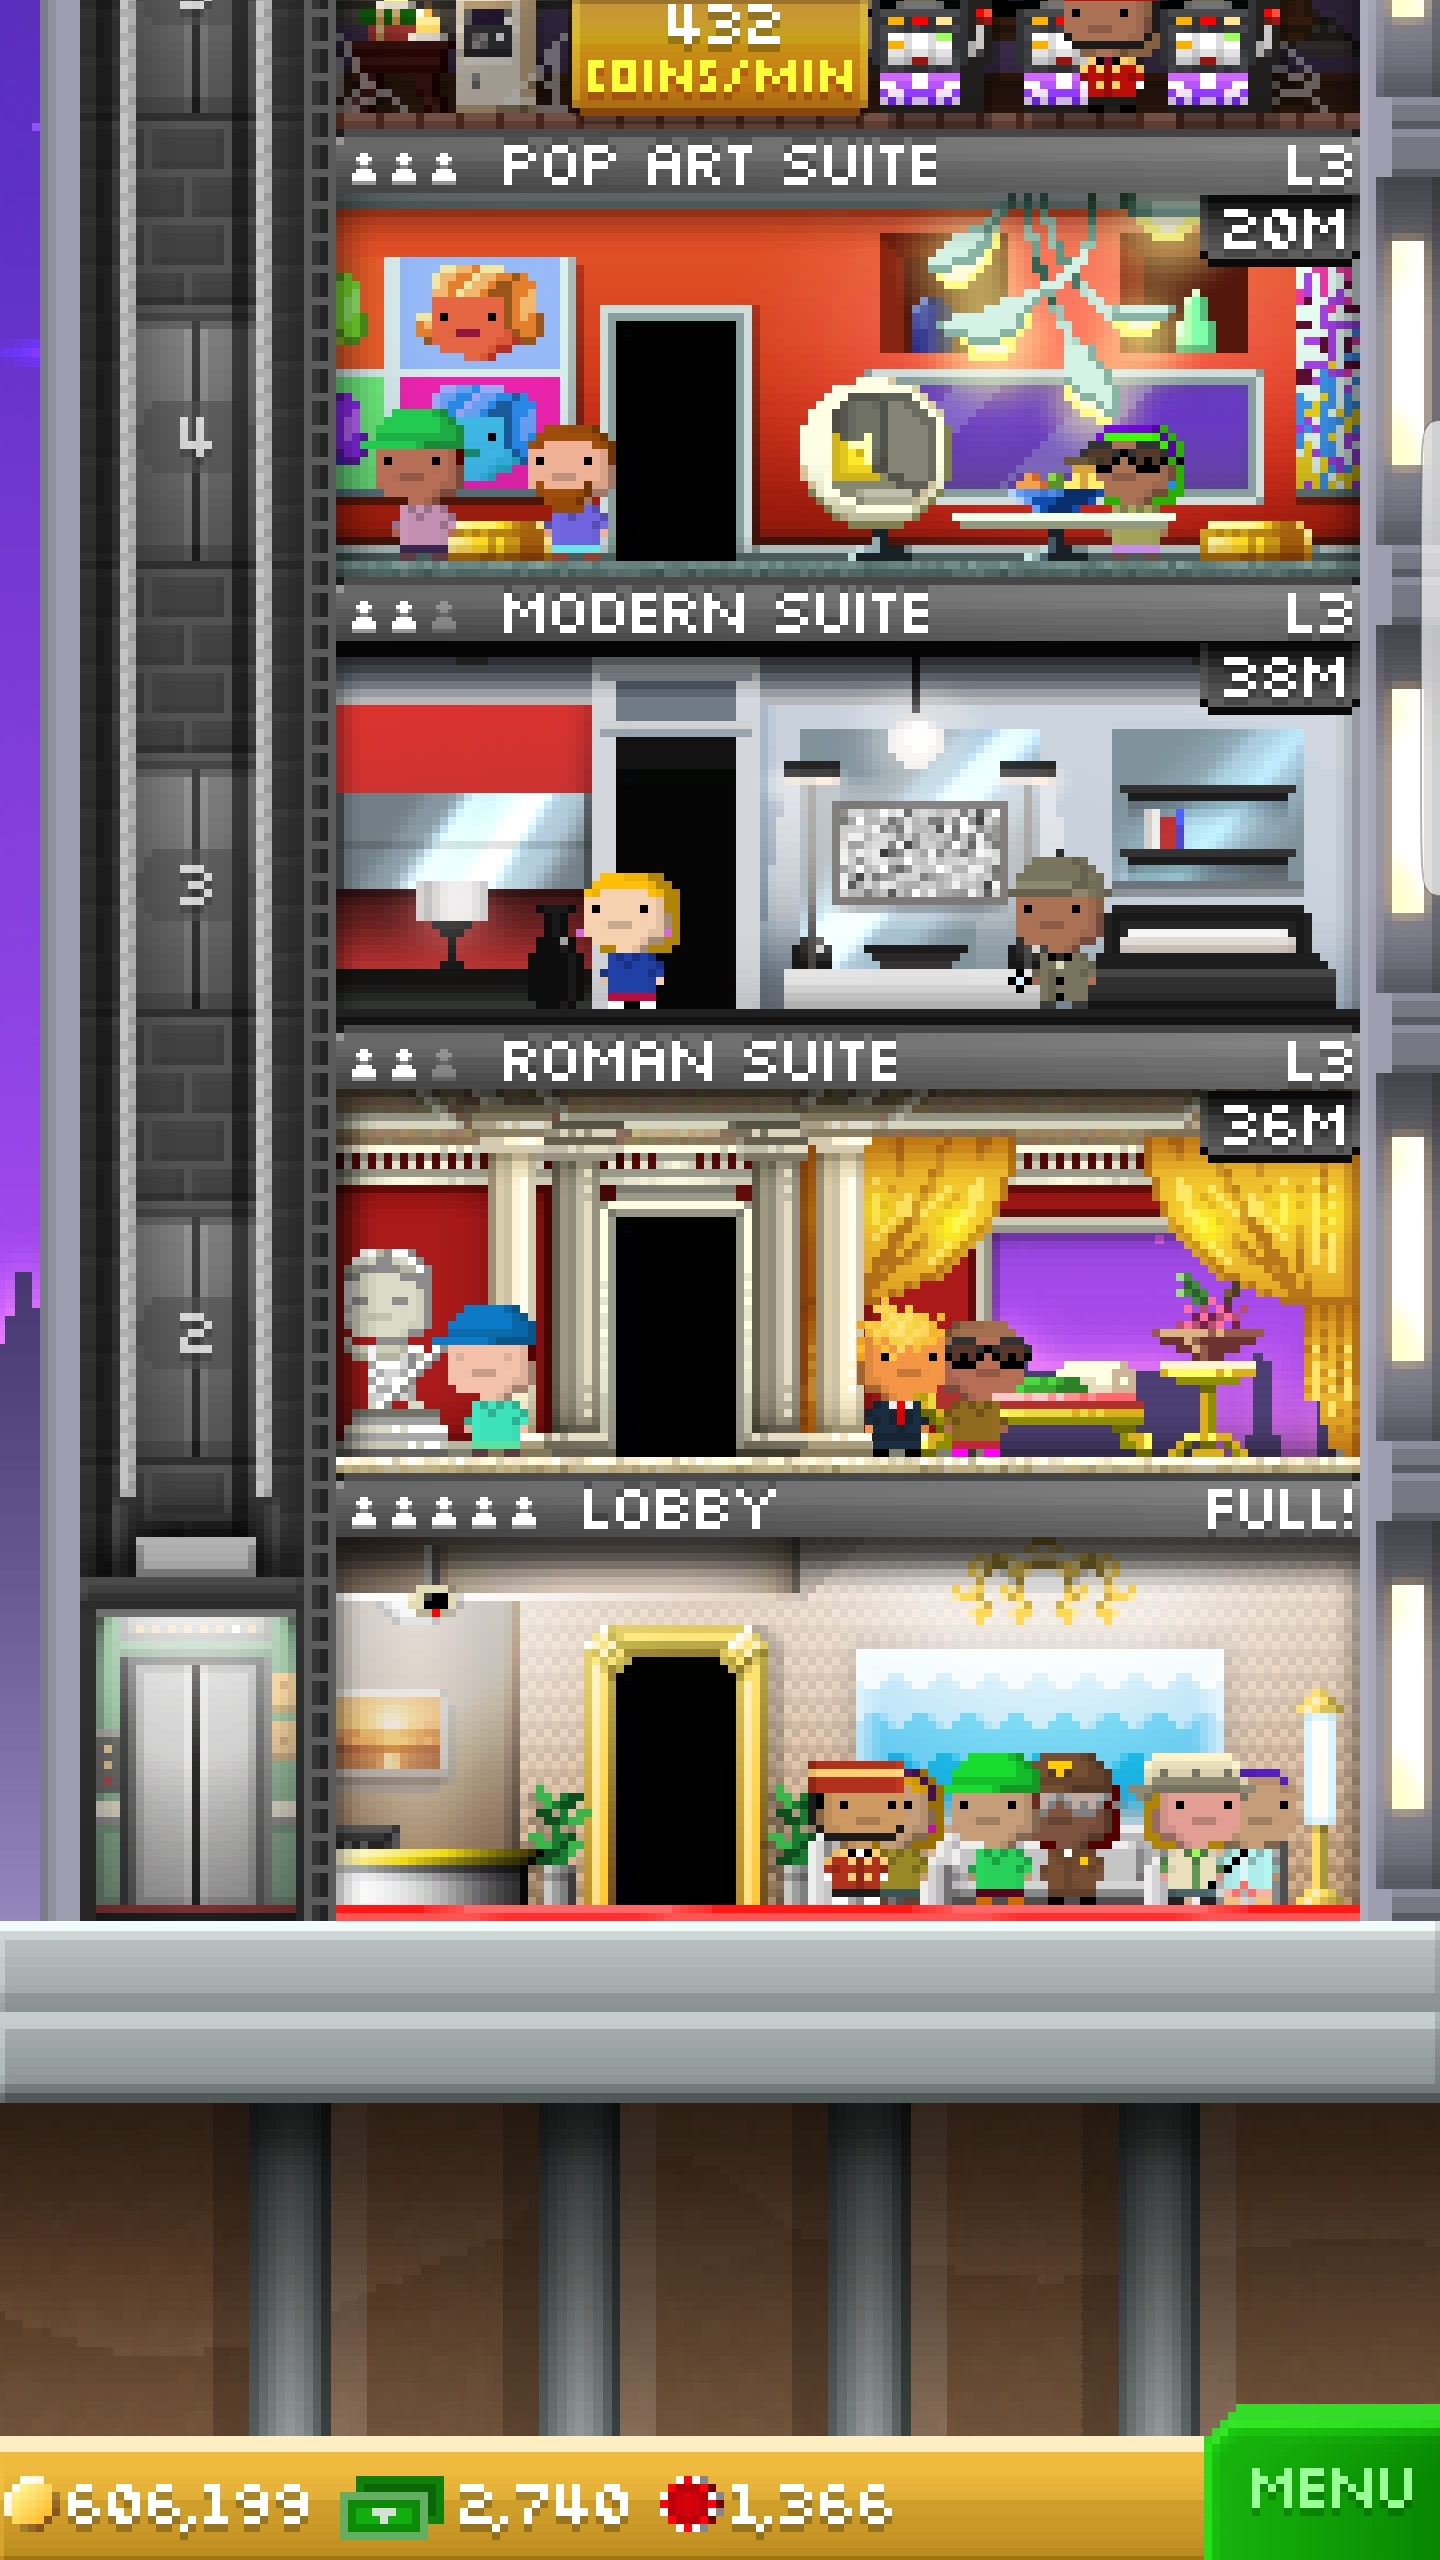 432
COINS/MIN
POP ART SUITE L3
20M
4
MODERN SUITE L3
38M
3
ROMAN SUITE L3
36M
2
LOBBY FULL!
606,199 2,740 1,366 MENU